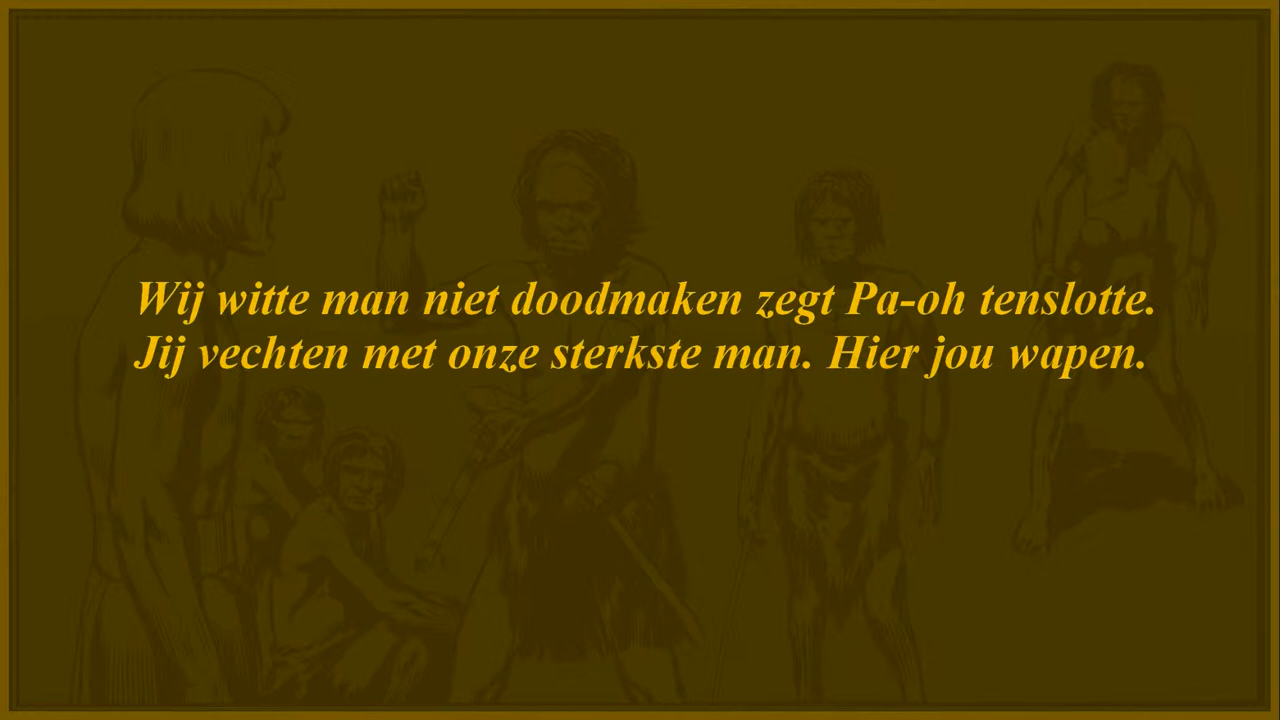 Wij witte man niet doodmaken zegt Pa-oh tenslotte.
Jij vechten met onze sterkste man. Hier jou wapen.